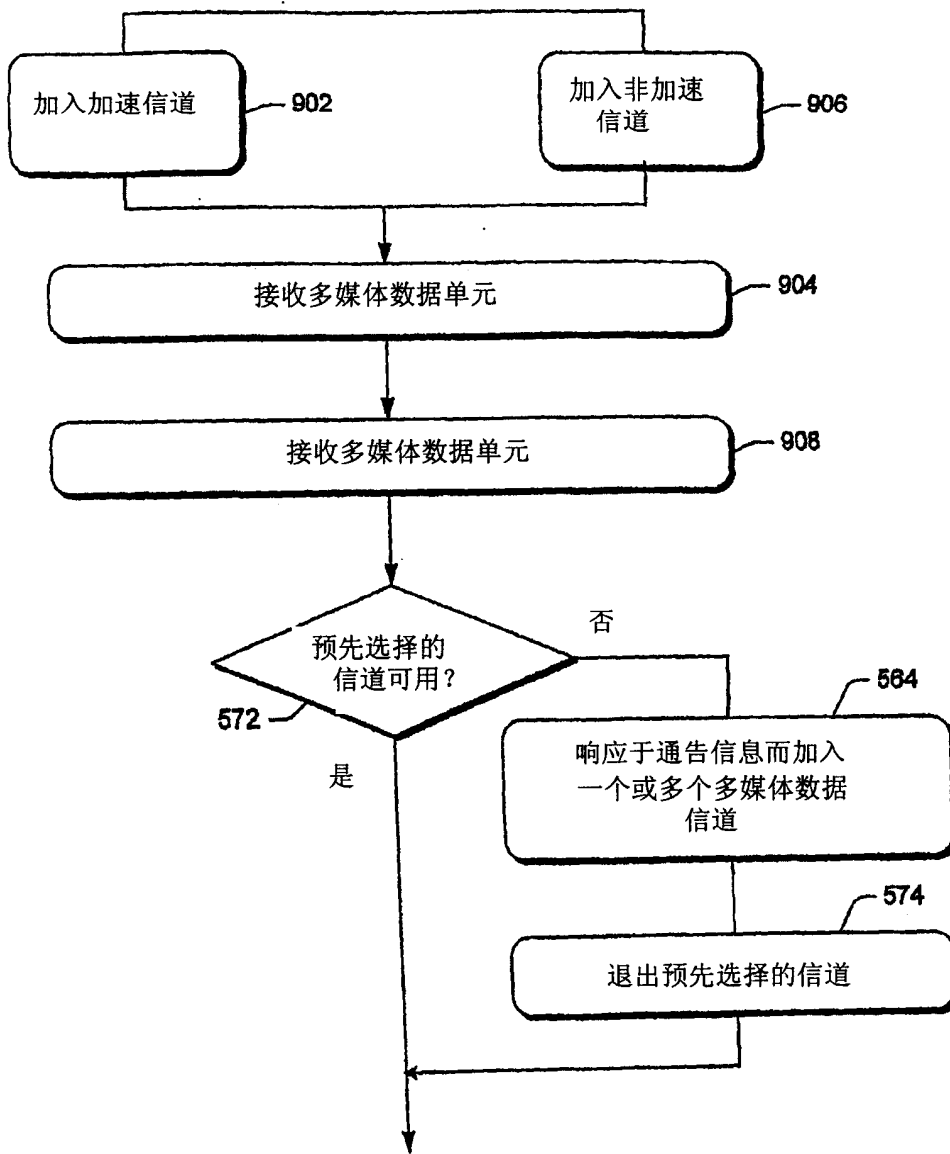 加入加速信道
902
加入非加速
信道
906
接收多媒体数据单元
904
接收多媒体数据单元
908
预先选择的
信道可用？
572
否
是
564
响应于通告信息而加入
一个或多个多媒体数据
信道
574
退出预先选择的信道